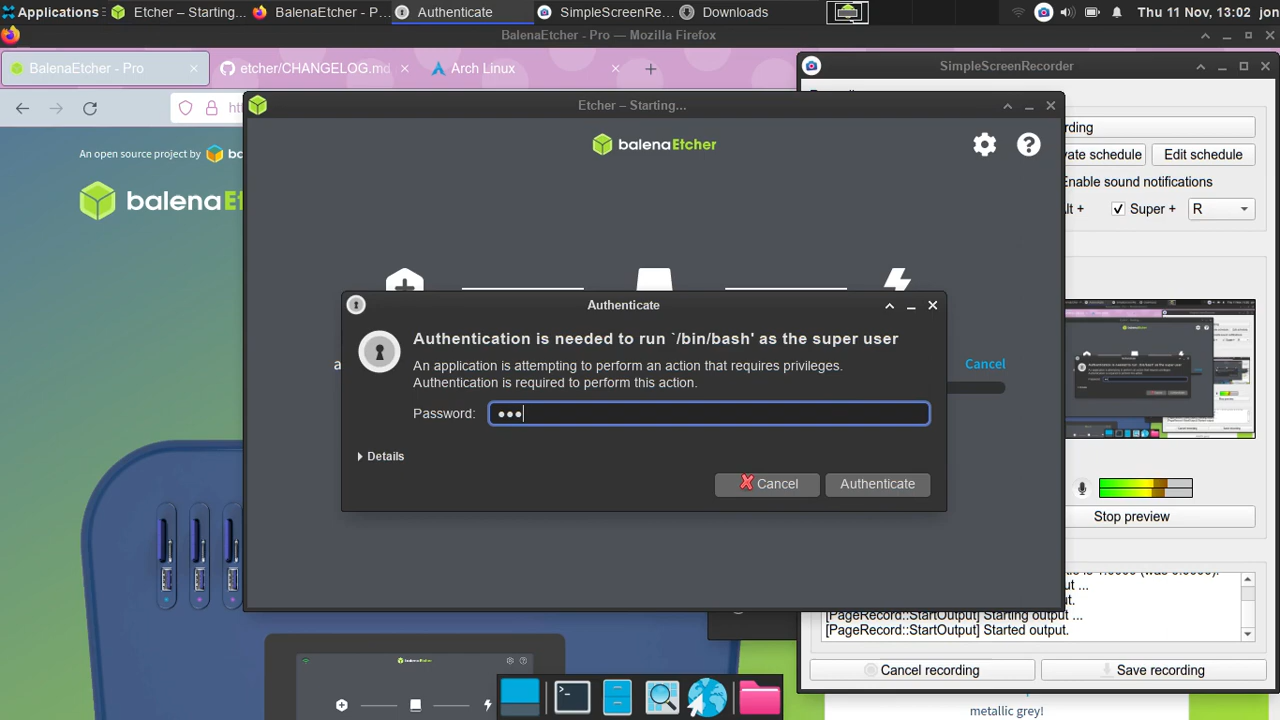 Applications
Etcher – Starting...
BalenaEtcher - P...
Authenticate
SimpleScreenRe...
Downloads
Thu 11 Nov, 13:02 jon
BalenaEtcher - Pro — Mozilla Firefox
BalenaEtcher - Pro
etcher/CHANGELOG.md
Arch Linux
SimpleScreenRecorder
Etcher – Starting...
An open source project by
balenaE
balenaEtcher
Edit schedule
Enable sound notifications
Super +
R
Authenticate
Authentication is needed to run `/bin/bash' as the super user
An application is attempting to perform an action that requires privileges.
Authentication is required to perform this action.
Cancel
Password: •••
Details
Cancel
Authenticate
Stop preview
[PageRecord::StartOutput] Starting output ...
[PageRecord::StartOutput] Started output.
Cancel recording
Save recording
metallic grey!